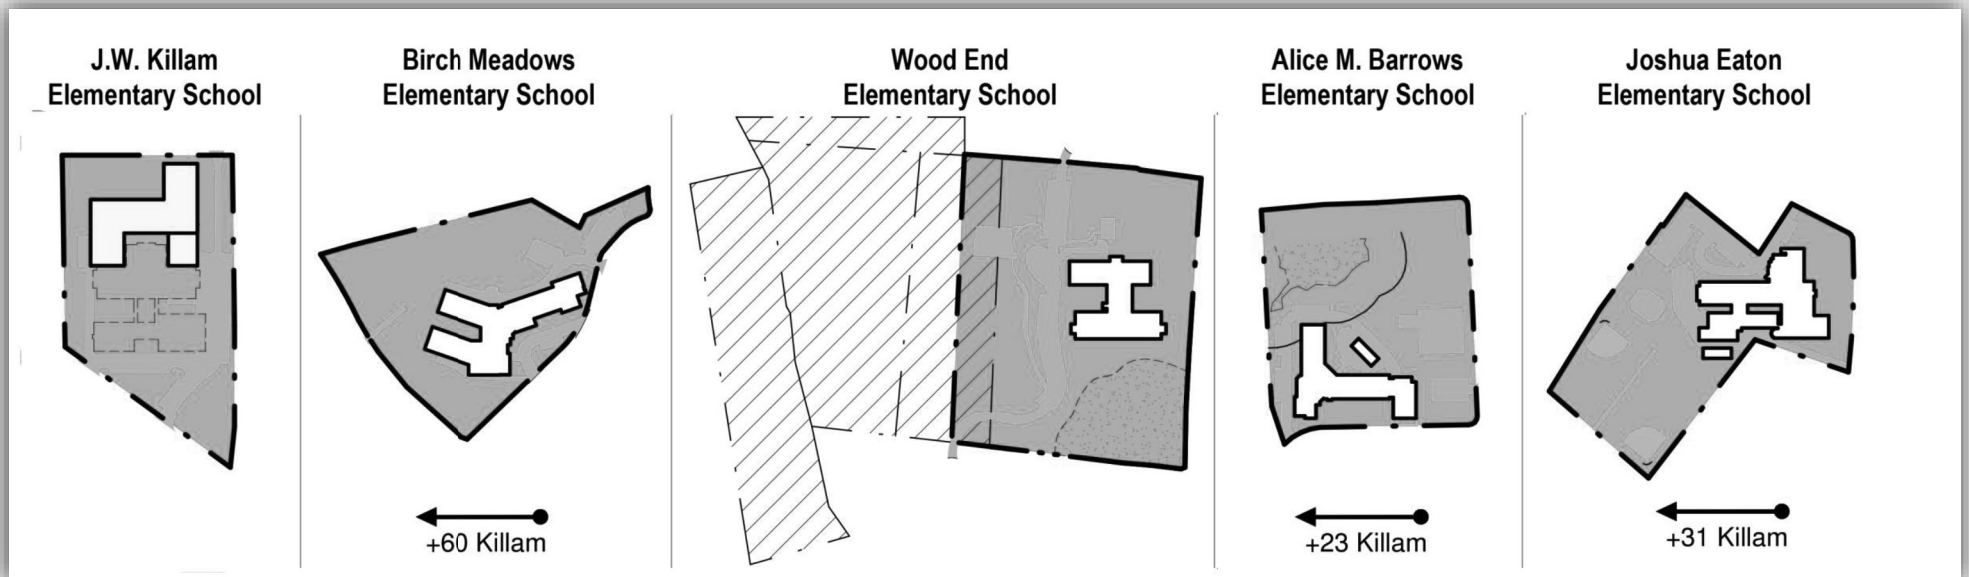 J.W. Killam
Elementary School
Birch Meadows
Elementary School
Wood End
Elementary School
Alice M. Barrows
Elementary School
Joshua Eaton
Elementary School
+60 Killam
+23 Killam
+31 Killam